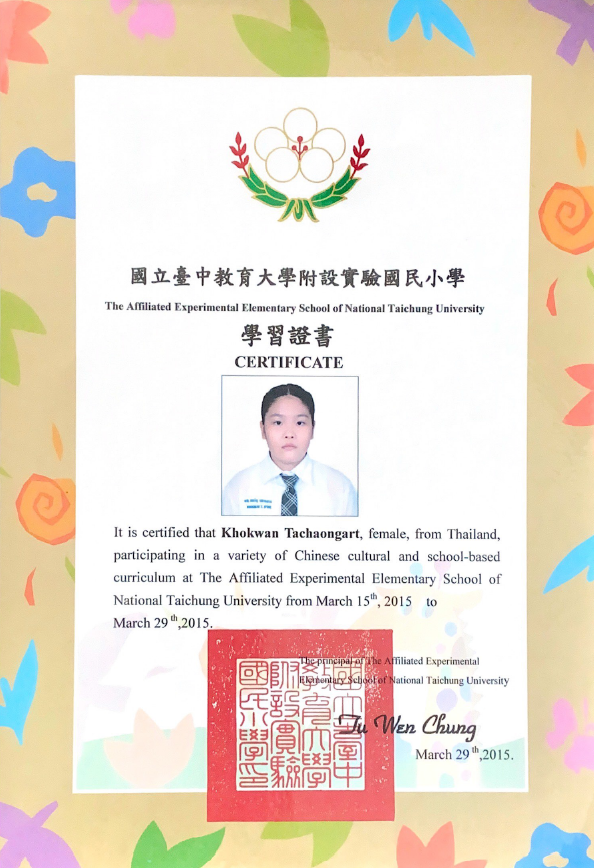 國立臺中教育大學附設實驗國民小學
The Affiliated Experimental Elementary School of National Taichung University
學習證書
CERTIFICATE
It is certified that Khokwan Tachaongart, female, from Thailand,
participating in a variety of Chinese cultural and school-based
curriculum at The Affiliated Experimental Elementary School of
National Taichung University from March 15th, 2015 to
March 29 th,2015.
The principal of The Affiliated Experimental
Elementary School of National Taichung University
Tu Wen Chung
March 29 th,2015.
國立臺中
教育大學
附設實驗
國民小學印